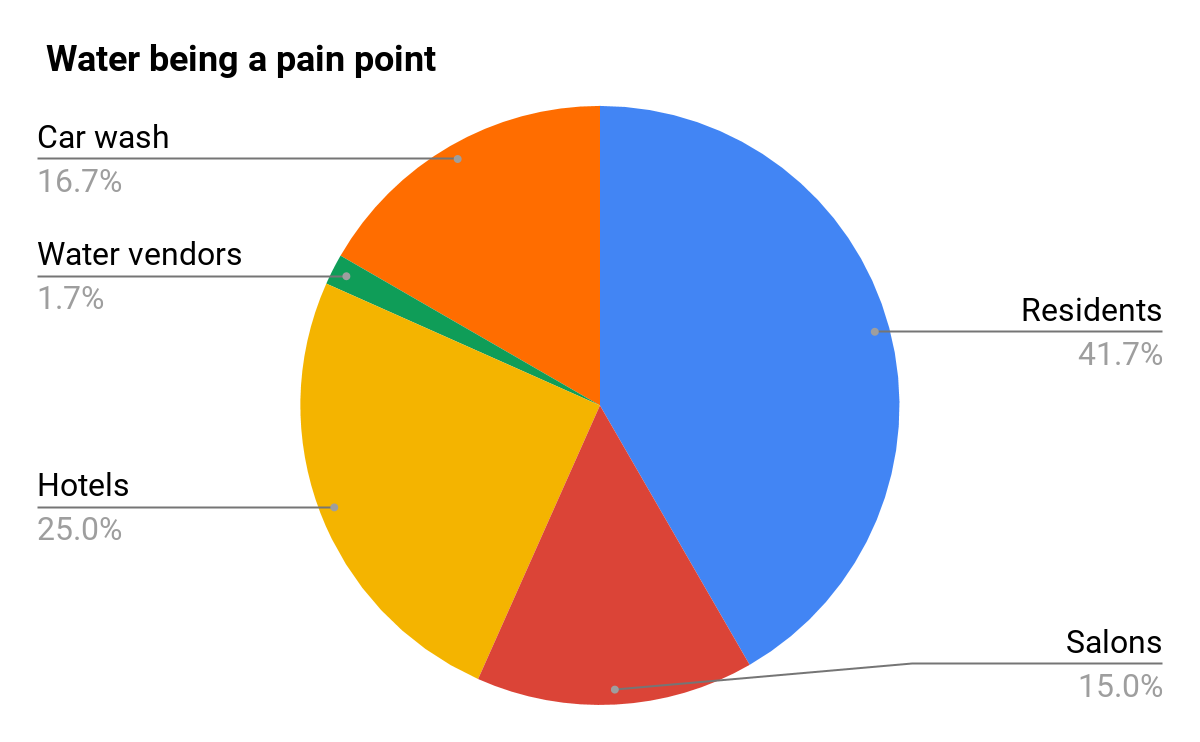 Water being a pain point
Car wash
16.7%
Water vendors
1.7%
Hotels
25.0%
Residents
41.7%
Salons
15.0%